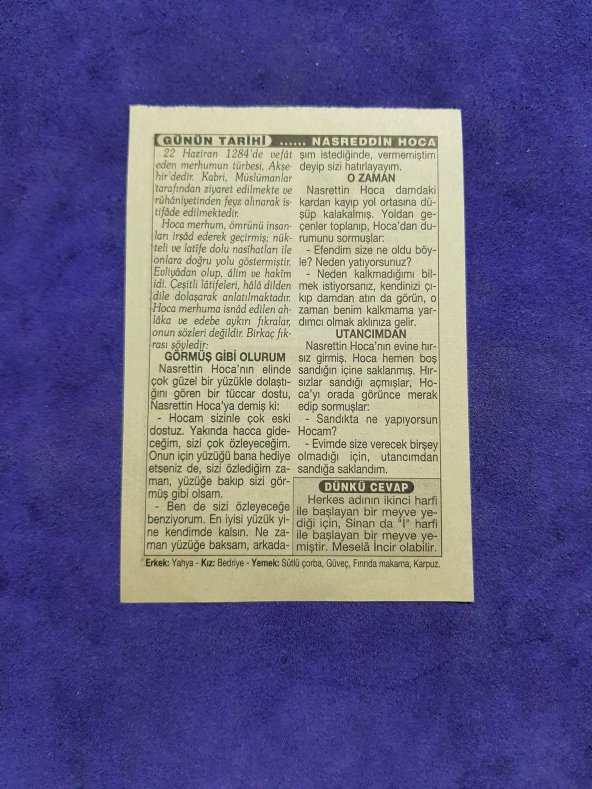 GÜNÜN TARİHİ ...... NASREDDİN HOCA
22 Haziran 1284'de vefât
eden merhumun türbesi, Akşe-
hir'dedir. Kabri, Müslümanlar
tarafından ziyaret edilmekte ve
rûhâniyetinden feyz alınarak is-
tifâde edilmektedir.
Hoca merhum, ömrünü insan-
ları irşâd ederek geçirmiş; nük-
teli ve latîfe dolu nasîhatları ile
onlara doğru yolu göstermiştir.
Evliyâdan olup, âlim ve hakîm
idi. Çeşitli lâtifeleri, hâlâ dilden
dile dolaşarak anlatılmaktadır.
Hoca merhuma isnâd edilen ah-
lâka ve edebe aykırı fıkralar,
onun sözleri değildir. Birkaç fık-
rası şöyledir:
GÖRMÜŞ GİBİ OLURUM
Nasrettin Hoca'nın elinde
çok güzel bir yüzükle dolaştı-
ğını gören bir tüccar dostu,
Nasrettin Hoca'ya demiş ki:
- Hocam sizinle çok eski
dostuz. Yakında hacca gide-
ceğim, sizi çok özleyeceğim.
Onun için yüzüğü bana hediye
etseniz de, sizi özlediğim za-
man, yüzüğe bakıp sizi gör-
müş gibi olsam.
- Ben de sizi özleyeceğe
benziyorum. En iyisi yüzük yi-
ne kendimde kalsın. Ne za-
man yüzüğe baksam, arkada-
şım istediğinde, vermemiştim
deyip sizi hatırlayayım.
O ZAMAN
Nasrettin Hoca damdaki
kardan kayıp yol ortasına dü-
şüp kalakalmış. Yoldan ge-
çenler toplanıp, Hoca'dan du-
rumunu sormuşlar:
- Efendim size ne oldu böy-
le? Neden yatıyorsunuz?
- Neden kalkmadığımı bil-
mek istiyorsanız, kendinizi çı-
kıp damdan atın da görün, o
zaman benim kalkmama yar-
dımcı olmak aklınıza gelir.
UTANCIMDAN
Nasrettin Hoca'nın evine hır-
sız girmiş. Hoca hemen boş
sandığın içine saklanmış. Hır-
sızlar sandığı açmışlar, Ho-
ca'yı orada görünce merak
edip sormuşlar:
- Sandıkta ne yapıyorsun
Hocam?
- Evimde size verecek birşey
olmadığı için, utancımdan
sandığa saklandım.
DÜNKÜ CEVAP
Herkes adının ikinci harfi
ile başlayan bir meyve ye-
diği için, Sinan da "İ" harfi
ile başlayan bir meyve ye-
miştir. Meselâ İncir olabilir.
Erkek: Yahya - Kız: Bedriye - Yemek: Sütlü çorba, Güveç, Fırında makarna, Karpuz.